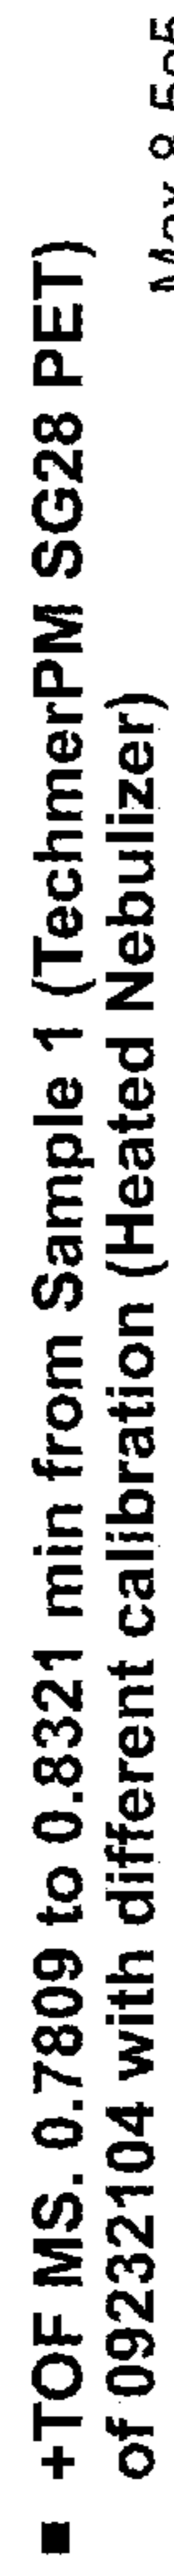 ■ +TOF MS. 0.7809 to 0.8321 min from Sample 1 (TechmerPM SG28 PET)
of 09232104 with different calibration (Heated Nebulizer)